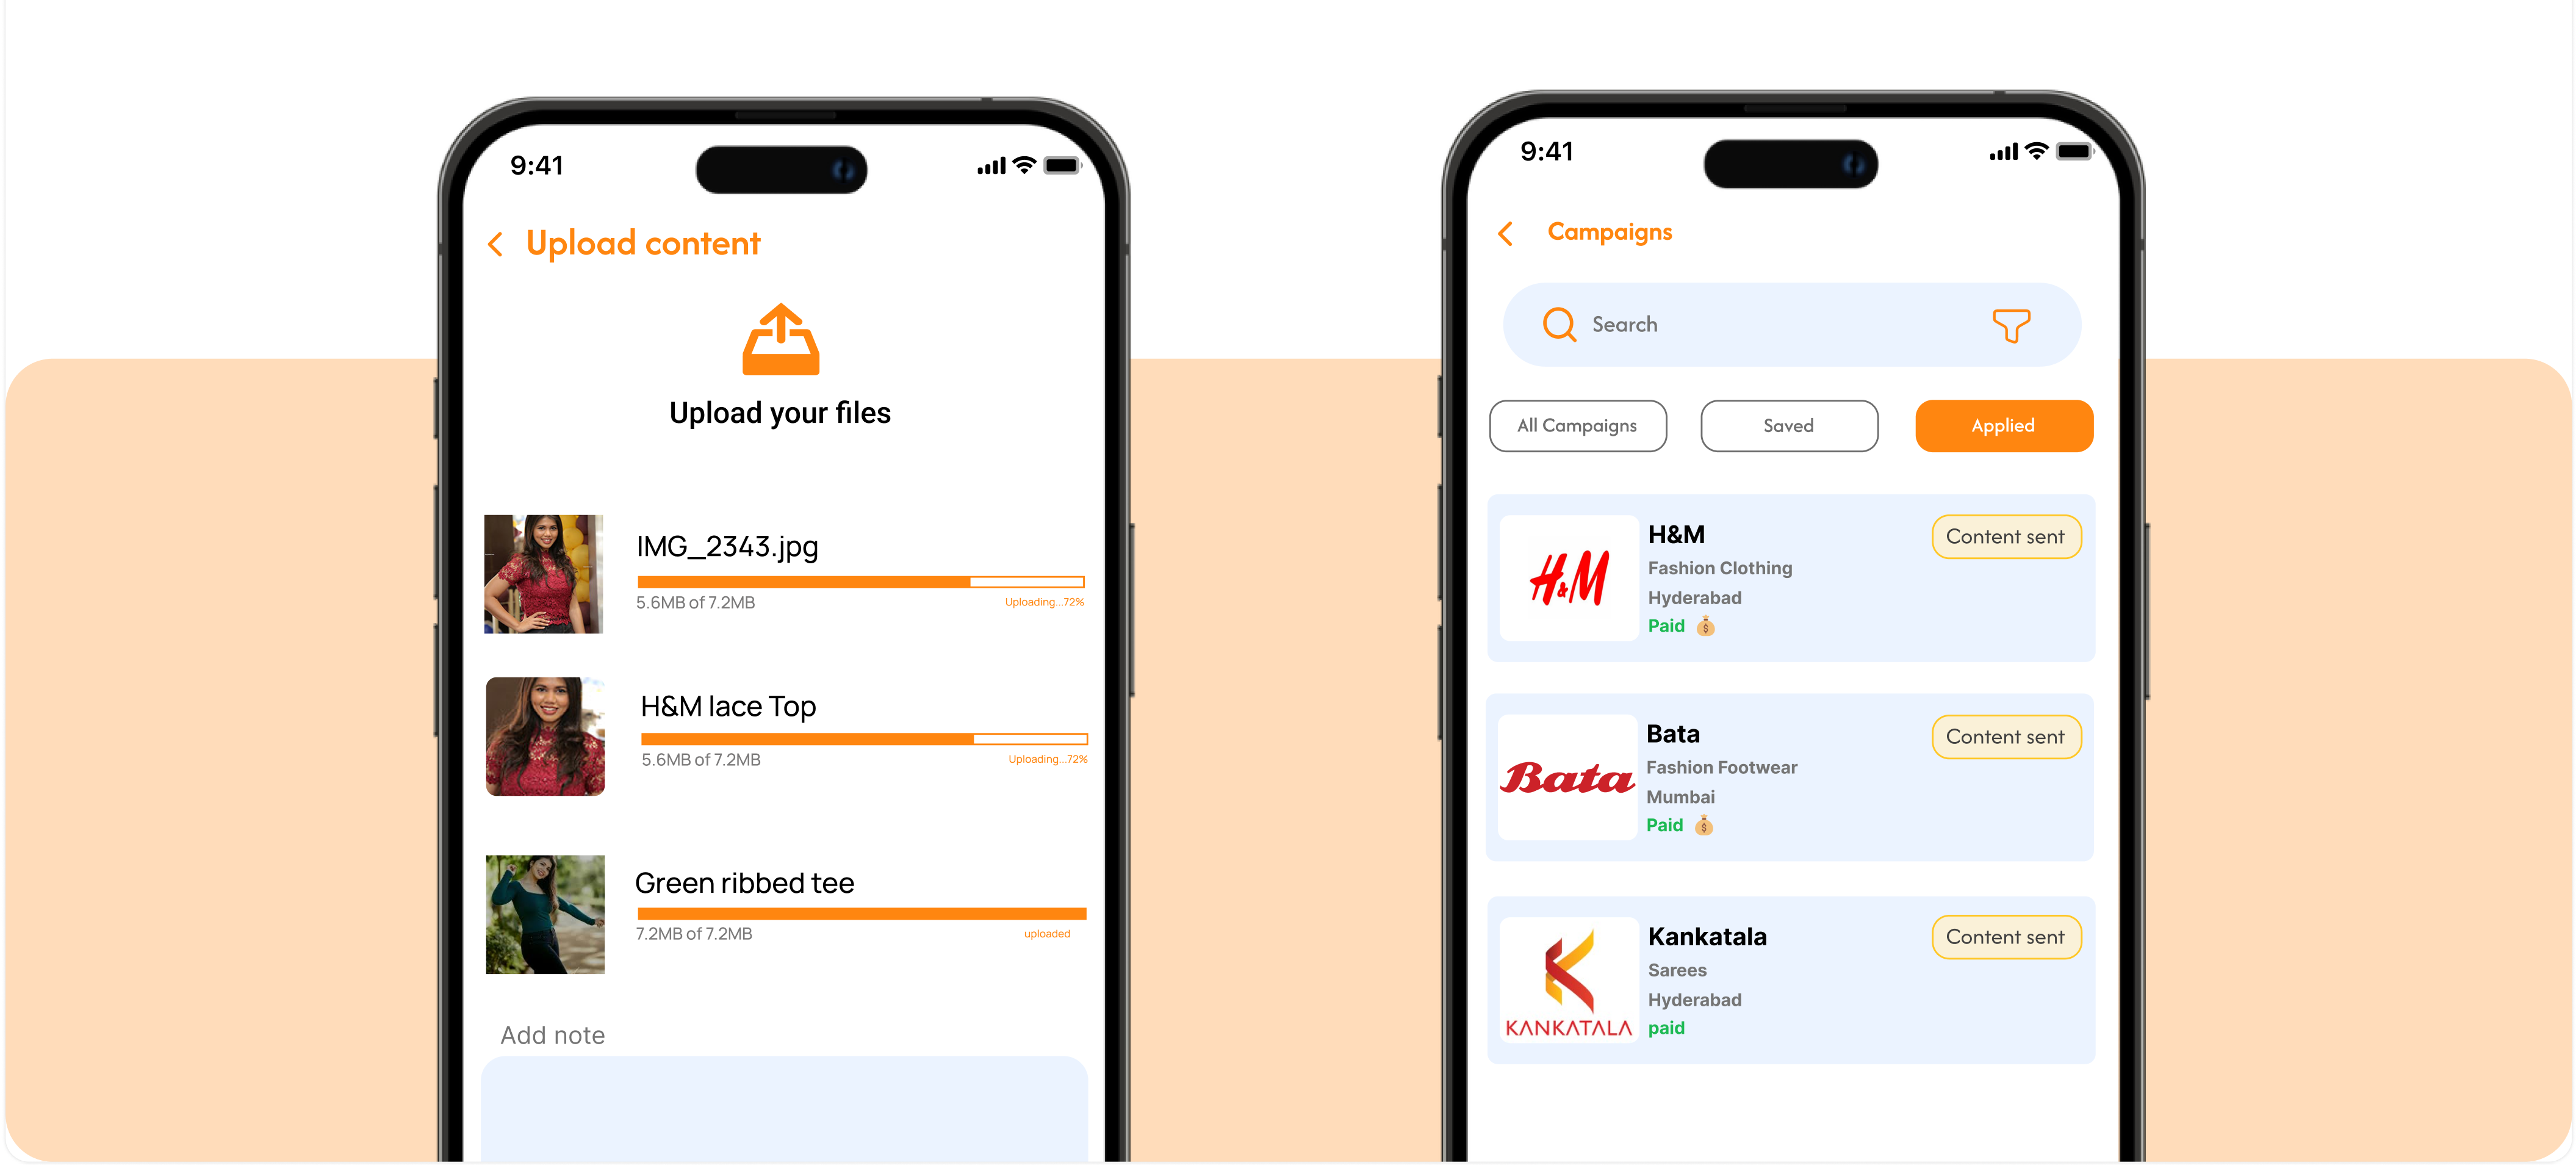 9:41
Upload content
Upload your files
IMG_2343.jpg
5.6MB of 7.2MB
Uploading...72%
H&M lace Top
5.6MB of 7.2MB
Uploading...72%
Green ribbed tee
7.2MB of 7.2MB
uploaded
Add note
9:41
Campaigns
Search
All Campaigns
Saved
Applied
H&M
H&M
Content sent
Fashion Clothing
Hyderabad
Paid
Bata
Bata
Content sent
Fashion Footwear
Mumbai
Paid
KANKATALA
Kankatala
Content sent
Sarees
Hyderabad
paid